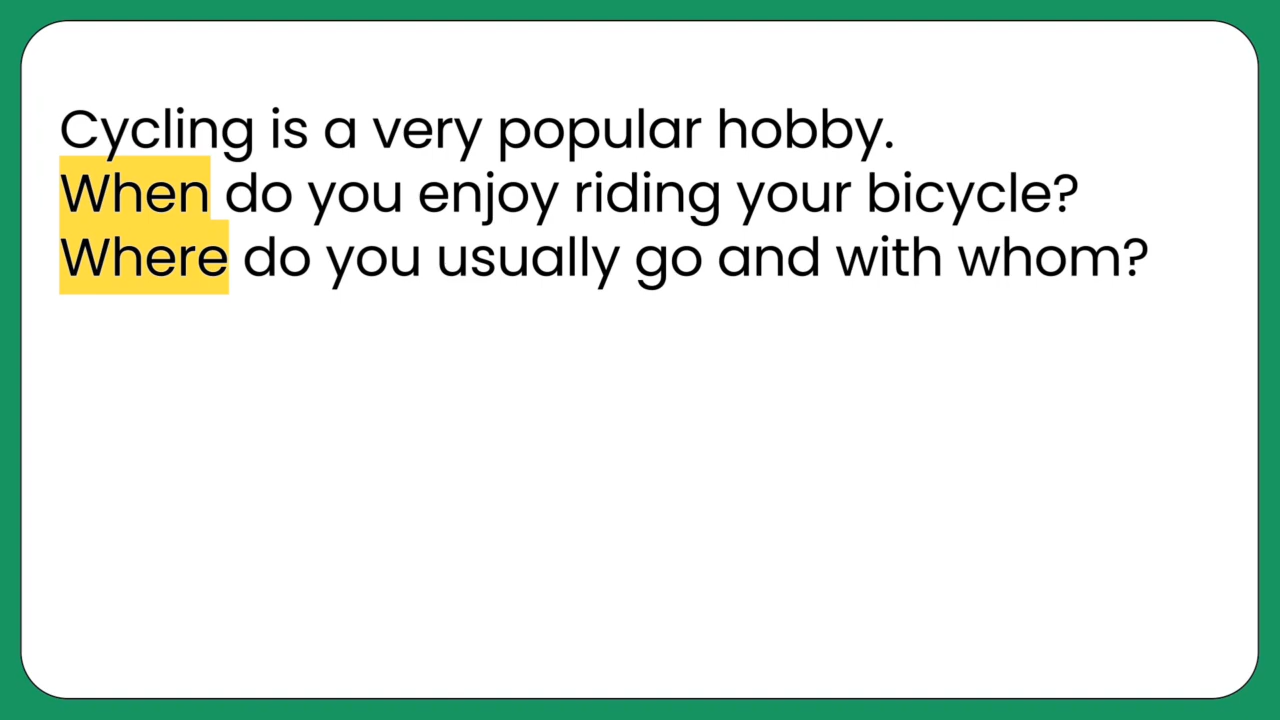 Cycling is a very popular hobby.
When do you enjoy riding your bicycle?
Where do you usually go and with whom?